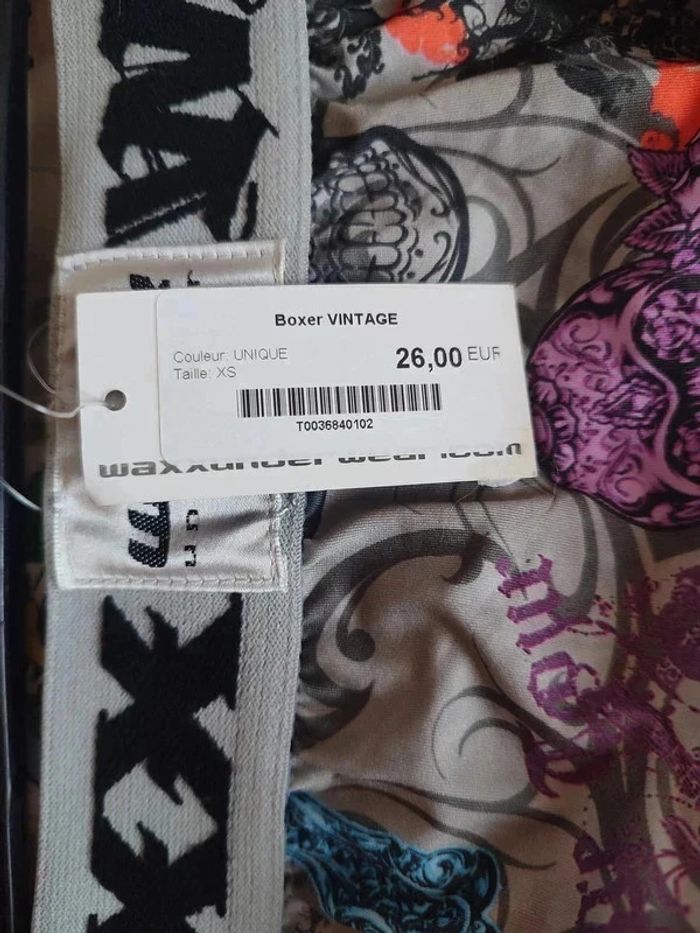 Boxer VINTAGE
Couleur: UNIQUE
26,00 EUR
Taille: XS
T0036840102
waxxunderwear.com